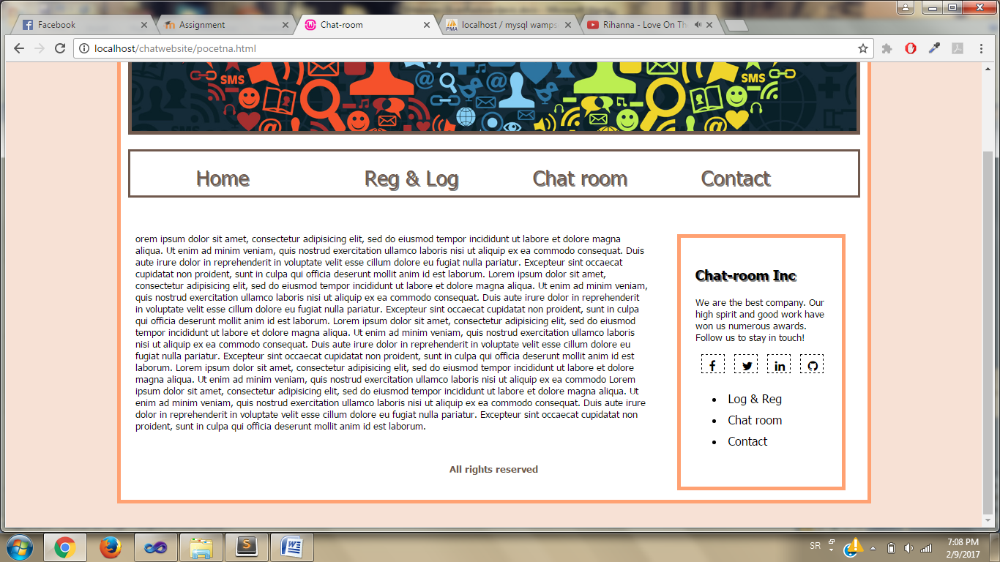 Facebook
Assignment
Chat-room
localhost / mysql wamps
Rihanna - Love On Th
localhost/chatwebsite/pocetna.html
SMS
SMS
Home
Reg & Log
Chat room
Contact
orem ipsum dolor sit amet, consectetur adipisicing elit, sed do eiusmod tempor incididunt ut labore et dolore magna
aliqua. Ut enim ad minim veniam, quis nostrud exercitation ullamco laboris nisi ut aliquip ex ea commodo consequat. Duis
aute irure dolor in reprehenderit in voluptate velit esse cillum dolore eu fugiat nulla pariatur. Excepteur sint occaecat
cupidatat non proident, sunt in culpa qui officia deserunt mollit anim id est laborum. Lorem ipsum dolor sit amet,
consectetur adipisicing elit, sed do eiusmod tempor incididunt ut labore et dolore magna aliqua. Ut enim ad minim veniam,
quis nostrud exercitation ullamco laboris nisi ut aliquip ex ea commodo consequat. Duis aute irure dolor in reprehenderit
in voluptate velit esse cillum dolore eu fugiat nulla pariatur. Excepteur sint occaecat cupidatat non proident, sunt in culpa
qui officia deserunt mollit anim id est laborum. Lorem ipsum dolor sit amet, consectetur adipisicing elit, sed do eiusmod
tempor incididunt ut labore et dolore magna aliqua. Ut enim ad minim veniam, quis nostrud exercitation ullamco laboris
nisi ut aliquip ex ea commodo consequat. Duis aute irure dolor in reprehenderit in voluptate velit esse cillum dolore eu
fugiat nulla pariatur. Excepteur sint occaecat cupidatat non proident, sunt in culpa qui officia deserunt mollit anim id est
laborum. Lorem ipsum dolor sit amet, consectetur adipisicing elit, sed do eiusmod tempor incididunt ut labore et dolore
magna aliqua. Ut enim ad minim veniam, quis nostrud exercitation ullamco laboris nisi ut aliquip ex ea commodo Lorem
ipsum dolor sit amet, consectetur adipisicing elit, sed do eiusmod tempor incididunt ut labore et dolore magna aliqua. Ut
enim ad minim veniam, quis nostrud exercitation ullamco laboris nisi ut aliquip ex ea commodo consequat. Duis aute irure
dolor in reprehenderit in voluptate velit esse cillum dolore eu fugiat nulla pariatur. Excepteur sint occaecat cupidatat non
proident, sunt in culpa qui officia deserunt mollit anim id est laborum.
Chat-room Inc
We are the best company. Our
high spirit and good work have
won us numerous awards.
Follow us to stay in touch!
Log & Reg
Chat room
Contact
All rights reserved
SR
7:08 PM
2/9/2017